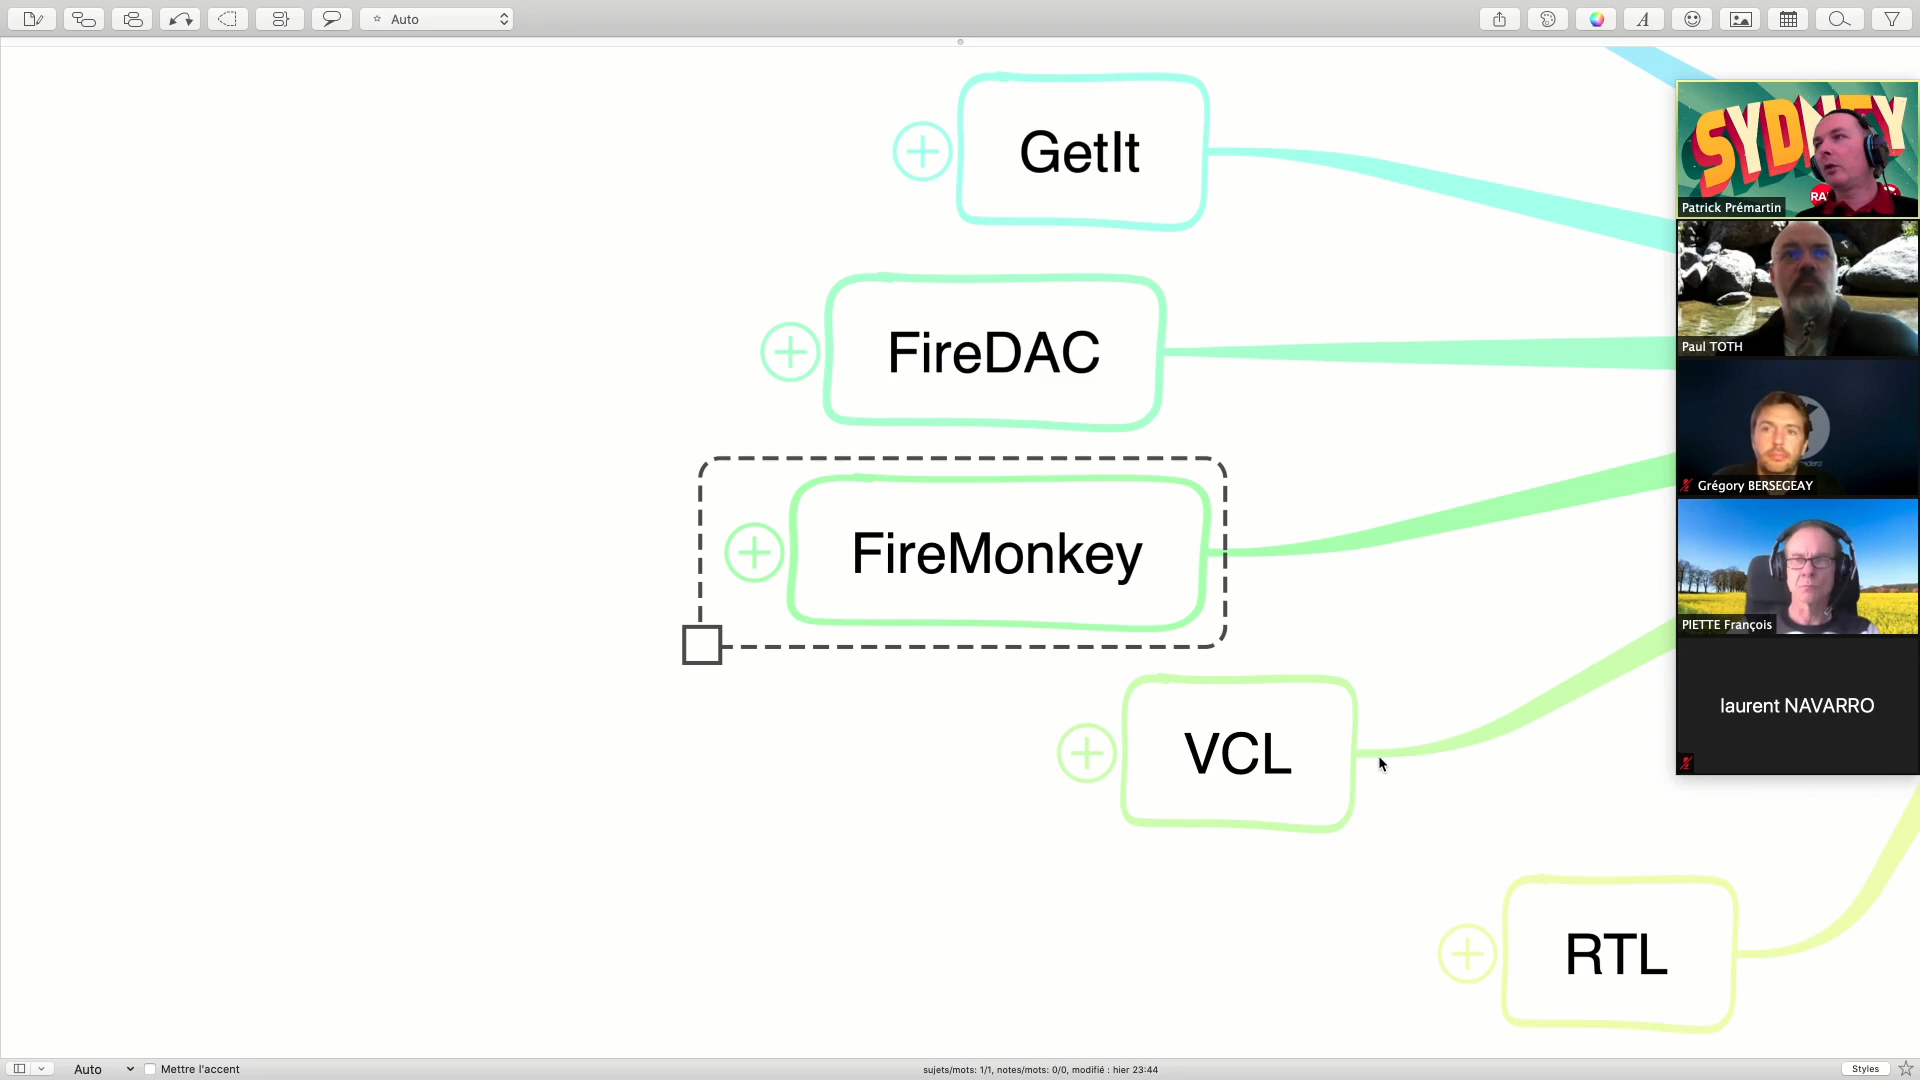 Auto
GetIt
FireDAC
FireMonkey
VCL
RTL
SYDNEY
RA
Patrick Prémartin
Paul TOTH
Grégory BERSEGEAY
PIETTE François
laurent NAVARRO
Auto
Mettre l'accent
sujets/mots: 1/1, notes/mots: 0/0, modifié : hier 23:44
Styles